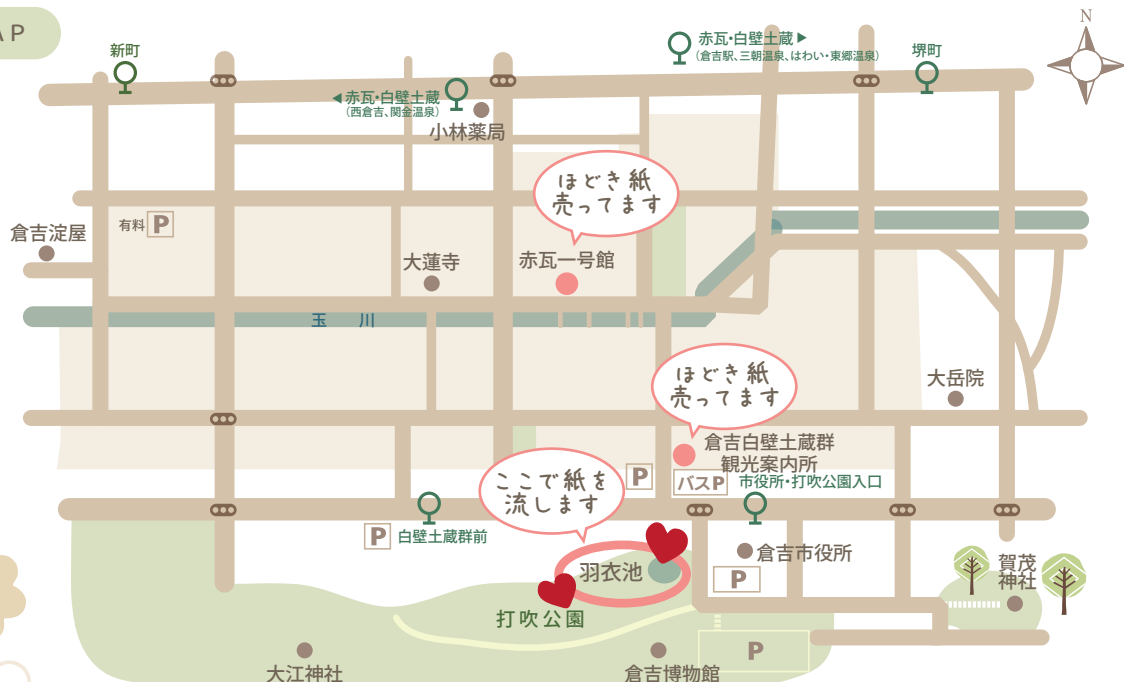 AP
N
新町
赤瓦・白壁土蔵▶
(倉吉駅、三朝温泉、はわい・東郷温泉)
堺町
◀赤瓦・白壁土蔵
(西倉吉、関金温泉)
小林薬局
ほどき紙
売ってます
倉吉淀屋
有料 P
大蓮寺
赤瓦一号館
玉川
ほどき紙
売ってます
大岳院
倉吉白壁土蔵群
観光案内所
ここで紙を
流します
P
バスP
市役所・打吹公園入口
P
白壁土蔵群前
倉吉市役所
P
羽衣池
賀茂
神社
打吹公園
P
大江神社
倉吉博物館